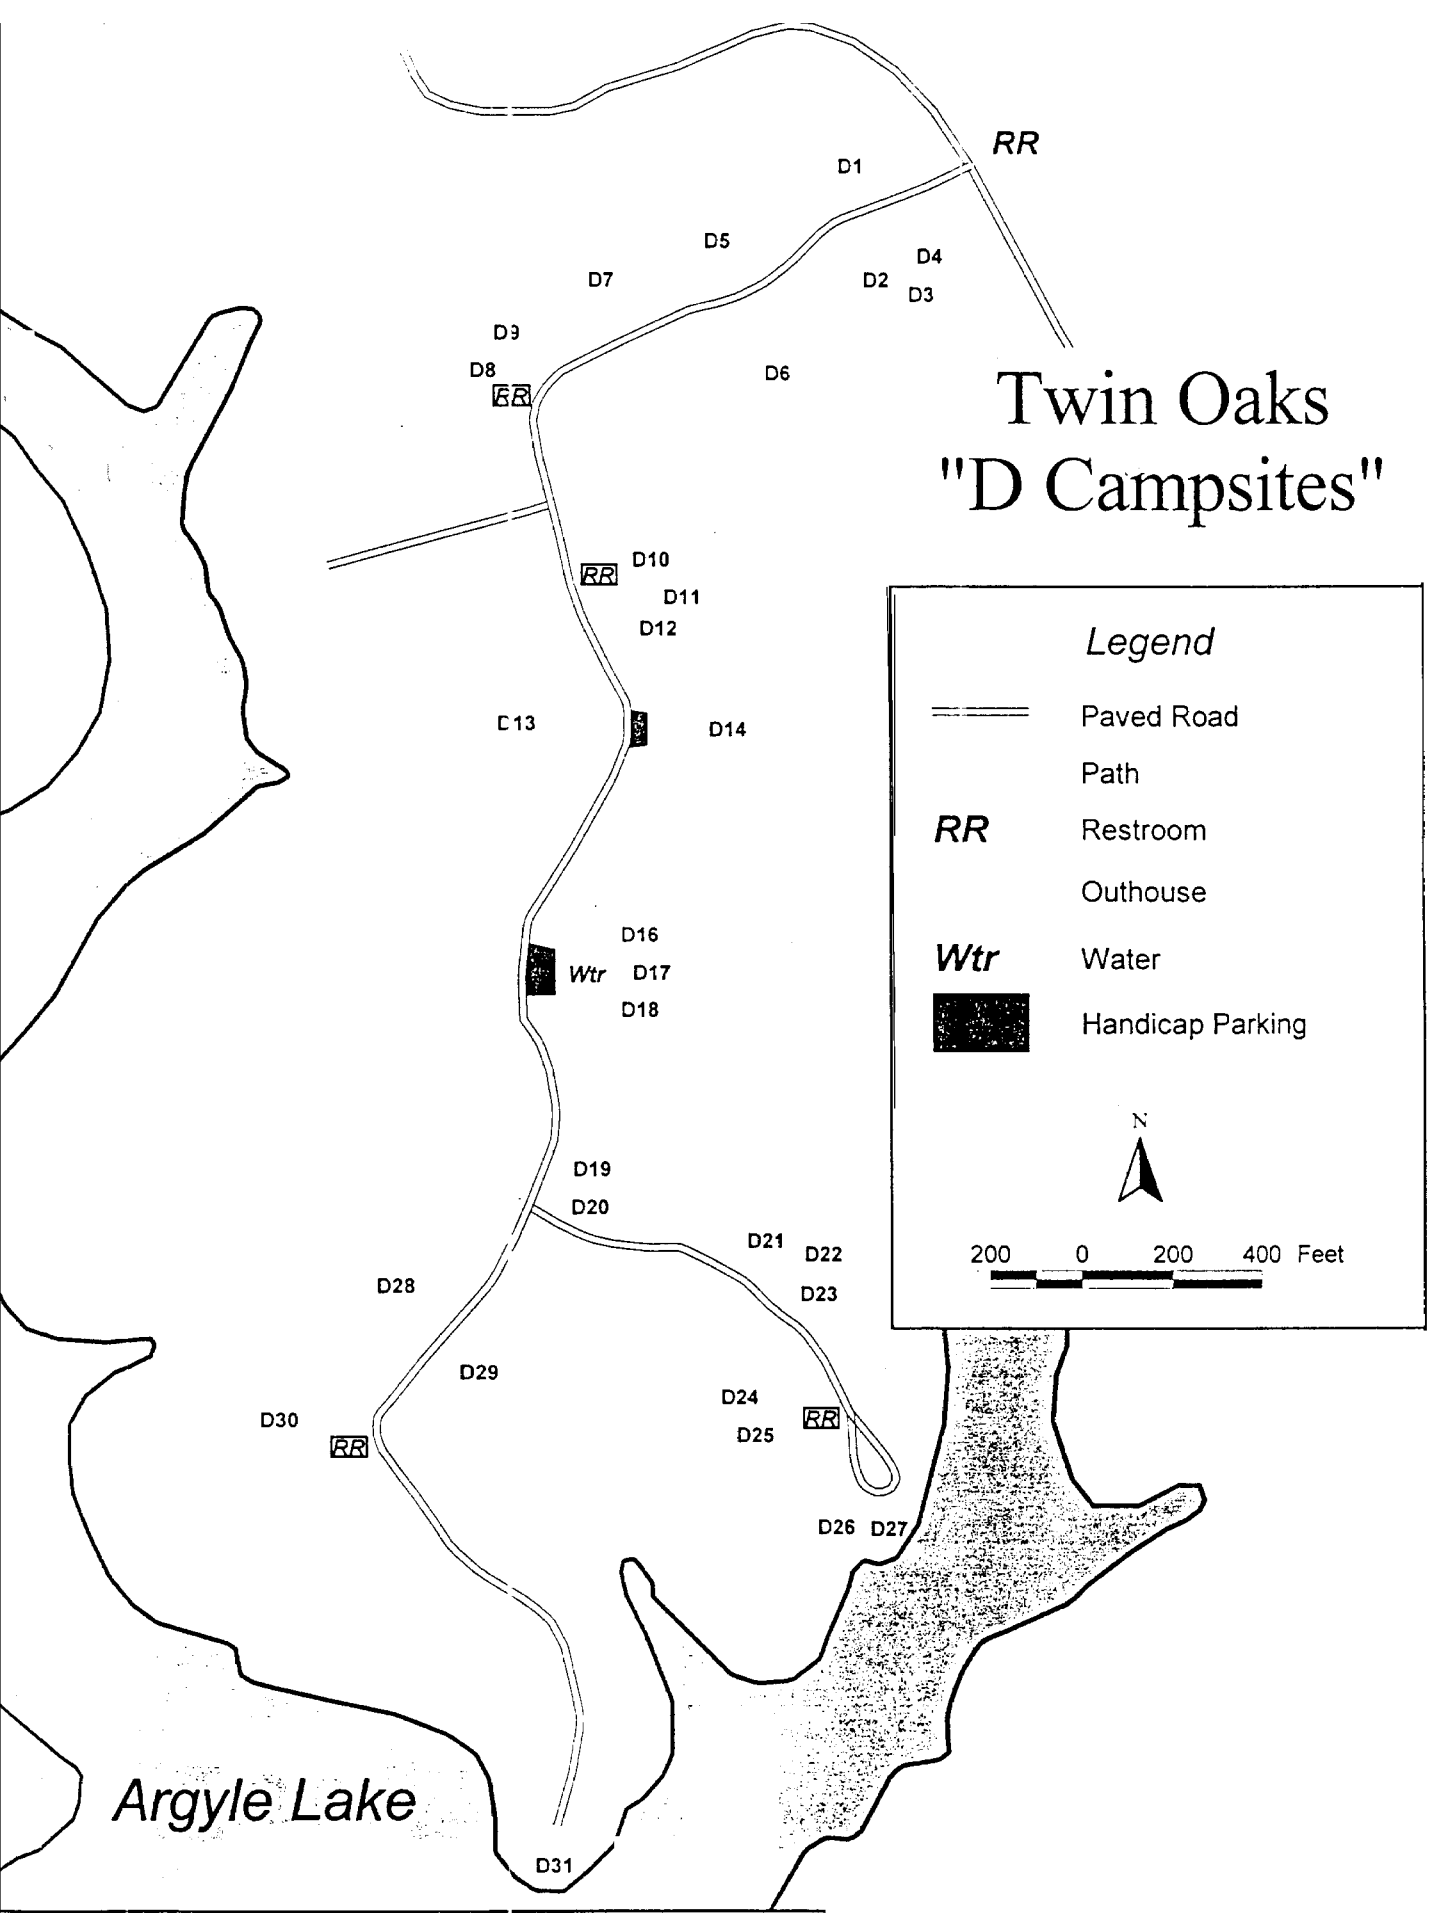 RR
D1
D5
D4
D2
D3
D7
D9
D8
RR
D6
Twin Oaks
"D Campsites"
D10
RR
D11
D12
D13
D14
Legend
Paved Road
Path
RR Restroom
Outhouse
Wtr Water
Handicap Parking
N
200 0 200 400 Feet
D16
Wtr D17
D18
D19
D20
D21
D22
D23
D28
D29
D24
RR
D25
D30
RR
D26 D27
Argyle Lake
D31